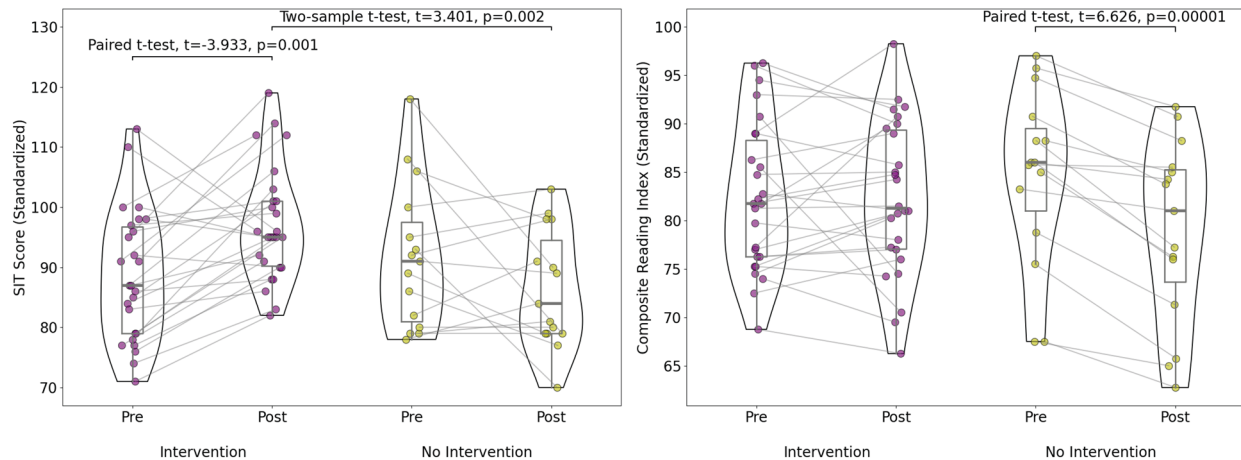 Two-sample t-test, t=3.401, p=0.002
Paired t-test, t=-3.933, p=0.001
SIT Score (Standardized)
130
120
110
100
90
80
70
Pre
Post
Pre
Post
Intervention
No Intervention
Paired t-test, t=6.626, p=0.00001
Composite Reading Index (Standardized)
95
90
85
80
75
70
65
Pre
Post
Pre
Post
Intervention
No Intervention